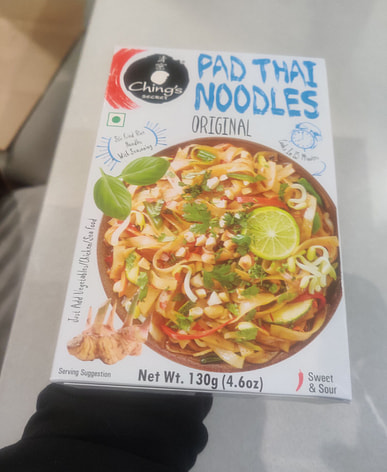 Ching's
secret
PAD THAI
NOODLES
ORIGINAL
Just Add Vegetables/Chicken/Sea Food
Serving Suggestion
Net Wt. 130g (4.6oz)
Sweet
& Sour